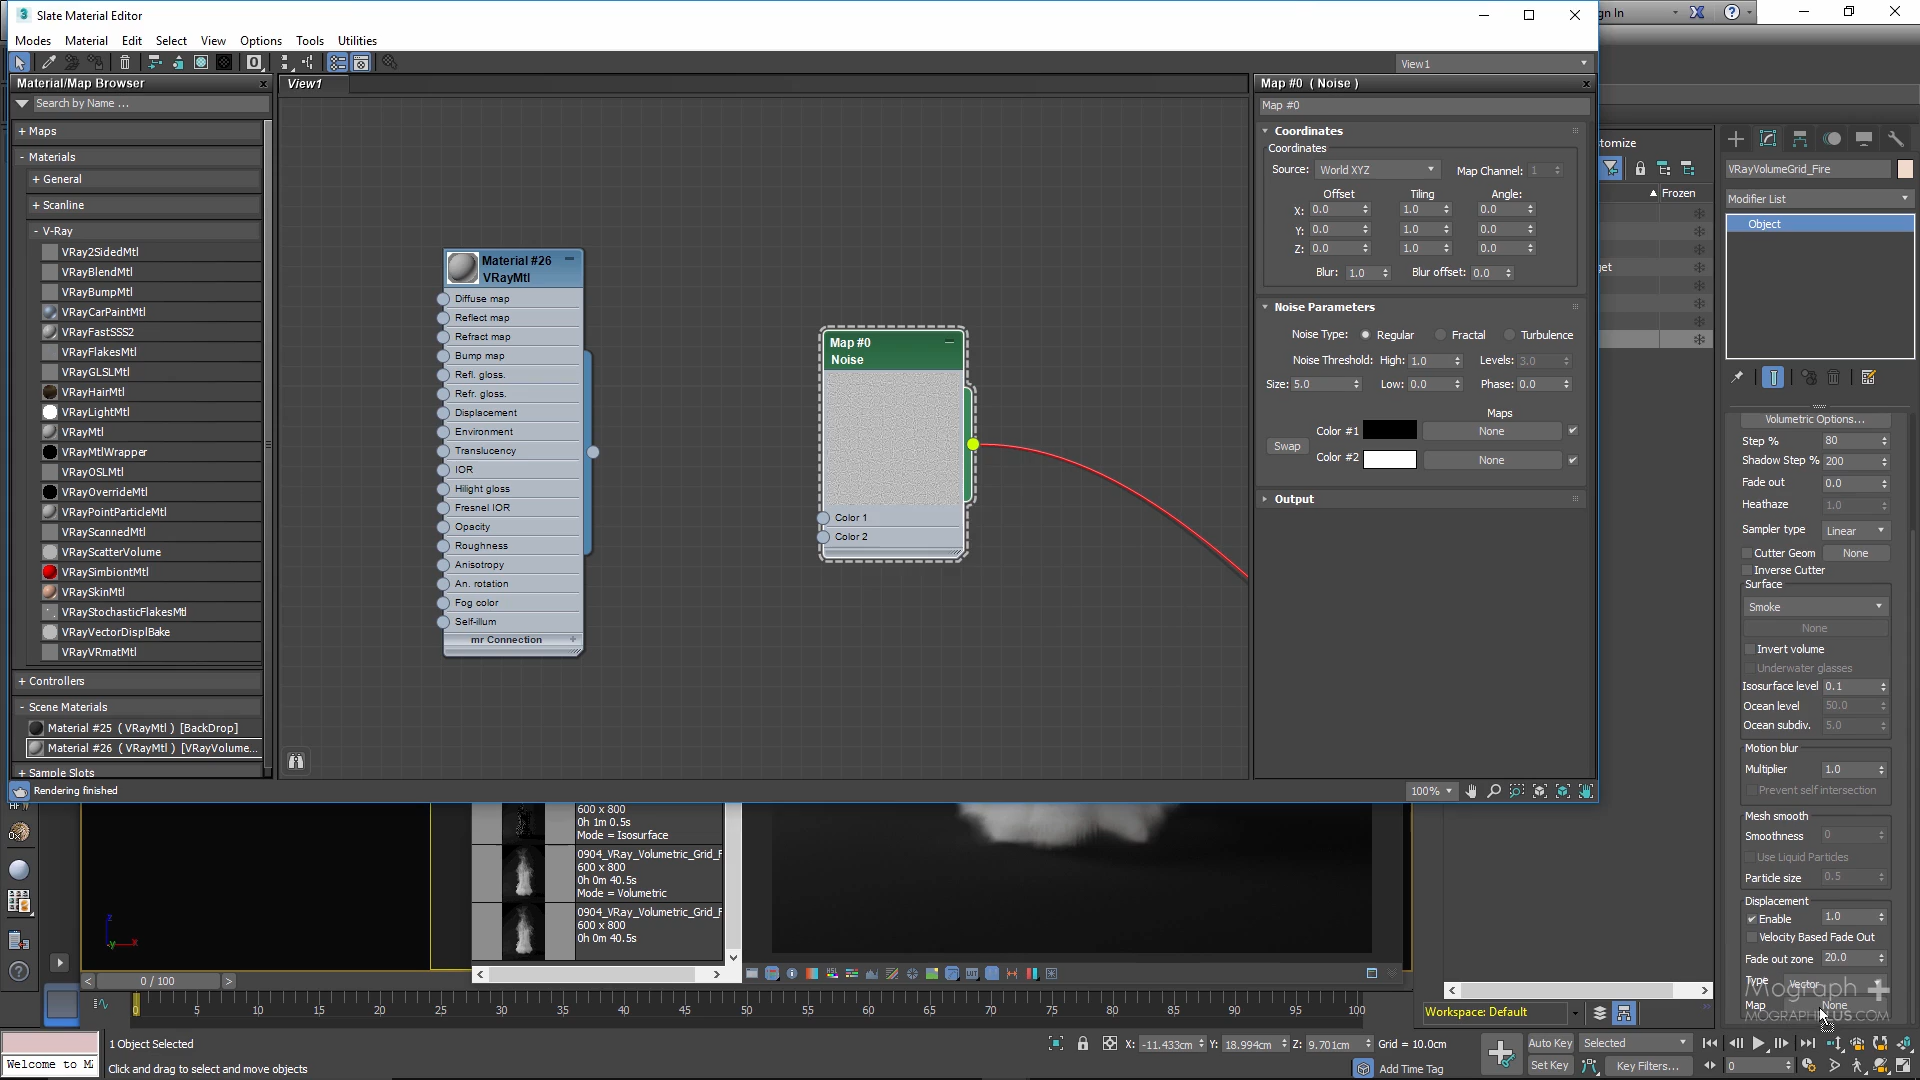 Slate Material Editor
gn In
Modes Material Edit Select View Options Tools Utilities
View1
Material/Map Browser
View1
Map #0 ( Noise )
Search by Name ...
Map #0
+ Maps
- Materials
+ General
+ Scanline
- V-Ray
VRay2SidedMtl
VRayBlendMtl
VRayBumpMtl
VRayCarPaintMtl
VRayFastSSS2
VRayFlakesMtl
VRayGLSLMtl
VRayHairMtl
VRayLightMtl
VRayMtl
VRayMtlWrapper
VRayOSLMtl
VRayOverrideMtl
VRayPointParticleMtl
VRayScannedMtl
VRayScatterVolume
VRaySimbiontMtl
VRaySkinMtl
VRayStochasticFlakesMtl
VRayVectorDisplBake
VRayVRmatMtl
+ Controllers
- Scene Materials
Material #25 ( VRayMtl ) [BackDrop]
Material #26 ( VRayMtl ) [VRayVolume...
+ Sample Slots
Rendering finished
Material #26
VRayMtl
Diffuse map
Reflect map
Refract map
Bump map
Refl. gloss.
Refr. gloss.
Displacement
Environment
Translucency
IOR
Hilight gloss
Fresnel IOR
Opacity
Roughness
Anisotropy
An. rotation
Fog color
Self-illum
mr Connection +
Map #0
Noise
Color 1
Color 2
Coordinates
Coordinates
Source: World XYZ Map Channel: 1
Offset Tiling Angle:
X: 0.0 1.0 0.0
Y: 0.0 1.0 0.0
Z: 0.0 1.0 0.0
Blur: 1.0 Blur offset: 0.0
Noise Parameters
Noise Type: Regular Fractal Turbulence
Noise Threshold: High: 1.0 Levels: 3.0
Size: 5.0 Low: 0.0 Phase: 0.0
Maps
Color #1 None
Swap
Color #2 None
Output
100%
tomize
Frozen
get
VRayVolumeGrid_Fire
Modifier List
Object
Volumetric Options...
Step % 80
Shadow Step % 200
Fade out 0.0
Heathaze 1.0
Sampler type Linear
Cutter Geom None
Inverse Cutter
Surface
Smoke
None
Invert volume
Underwater glasses
Isosurface level 0.1
Ocean level 50.0
Ocean subdiv. 5.0
Motion blur
Multiplier 1.0
Prevent self intersection
Mesh smooth
Smoothness 0
Use Liquid Particles
Particle size 0.5
Displacement
Enable 1.0
Velocity Based Fade Out
Fade out zone 20.0
Type Vector
Map None
Mograph +
MOGRAPHPLUS.COM
600 x 800
0h 1m 0.5s
Mode = Isosurface
0904_VRay_Volumetric_Grid_F
600 x 800
0h 0m 40.5s
Mode = Volumetric
0904_VRay_Volumetric_Grid_F
600 x 800
0h 0m 40.5s
< 0 / 100 >
0 5 10 15 20 25 30 35 40 45 50 55 60 65 70 75 80 85 90 95 100
Workspace: Default
1 Object Selected
Welcome to M
Click and drag to select and move objects
X: -11.433cm Y: 18.994cm Z: 9.701cm Grid = 10.0cm
Add Time Tag
Auto Key Selected
Set Key Key Filters...
0